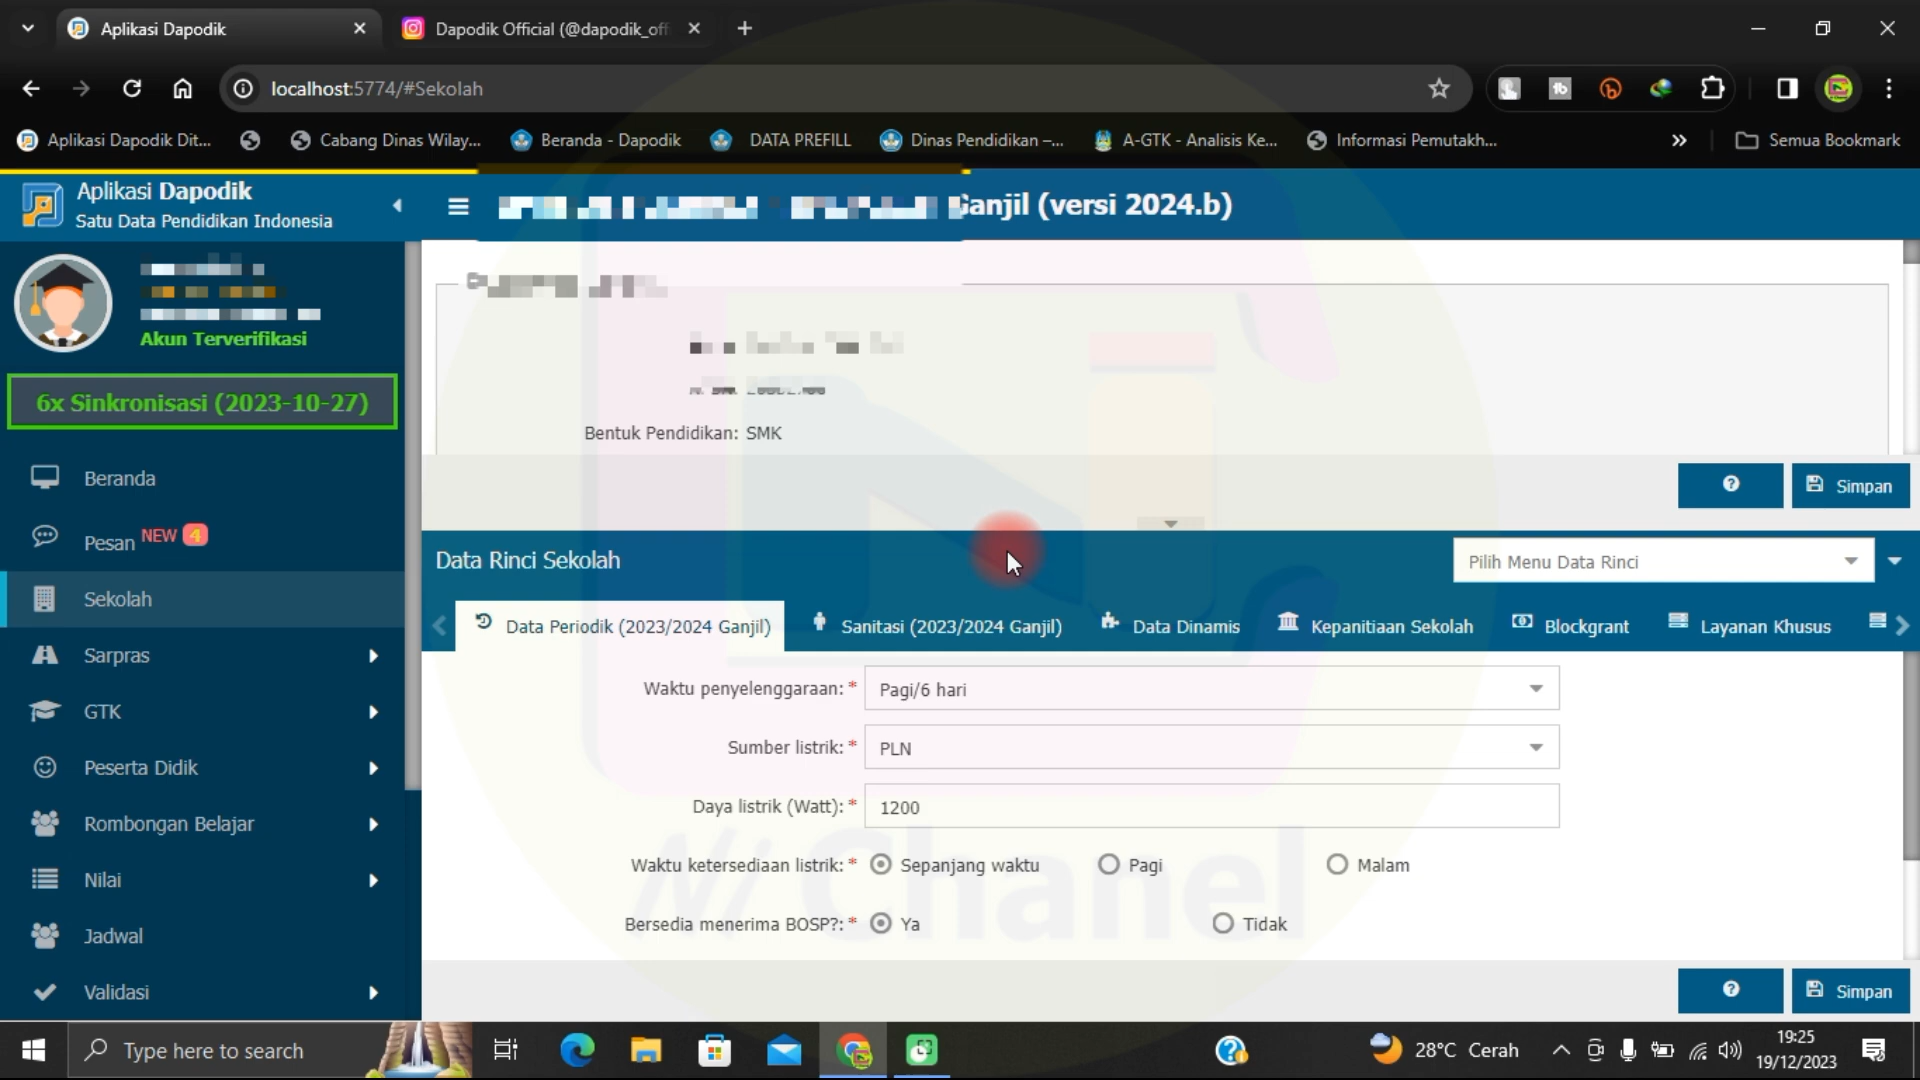 Aplikasi Dapodik
Dapodik Official (@dapodik_off
localhost:5774/#Sekolah
Aplikasi Dapodik Dit...
Cabang Dinas Wilay...
Beranda - Dapodik
DATA PREFILL
Dinas Pendidikan –...
A-GTK - Analisis Ke...
Informasi Pemutakh...
Semua Bookmark
Aplikasi Dapodik
Satu Data Pendidikan Indonesia
Ganjil (versi 2024.b)
Akun Terverifikasi
6x Sinkronisasi (2023-10-27)
Beranda
Pesan NEW 4
Sekolah
Sarpras
GTK
Peserta Didik
Rombongan Belajar
Nilai
Jadwal
Validasi
Bentuk Pendidikan: SMK
Simpan
Data Rinci Sekolah
Pilih Menu Data Rinci
Data Periodik (2023/2024 Ganjil)
Sanitasi (2023/2024 Ganjil)
Data Dinamis
Kepanitiaan Sekolah
Blockgrant
Layanan Khusus
Waktu penyelenggaraan: * Pagi/6 hari
Sumber listrik: * PLN
Daya listrik (Watt): * 1200
Waktu ketersediaan listrik: * Sepanjang waktu Pagi Malam
Bersedia menerima BOSP?: * Ya Tidak
Ni Chanel
Simpan
Type here to search
28°C Cerah
19:25
19/12/2023